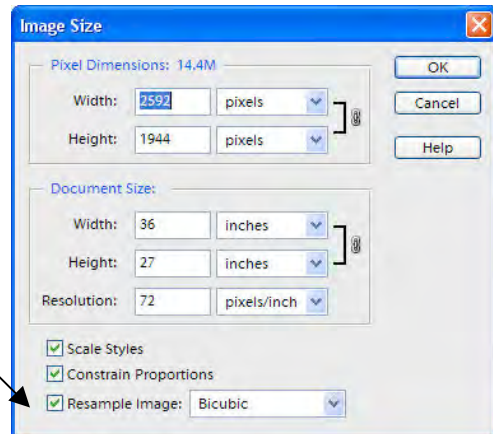 Image Size
Pixel Dimensions: 14.4M
OK
Width: 2592 pixels
Cancel
Height: 1944 pixels
Help
Document Size:
Width: 36 inches
Height: 27 inches
Resolution: 72 pixels/inch
Scale Styles
Constrain Proportions
Resample Image: Bicubic